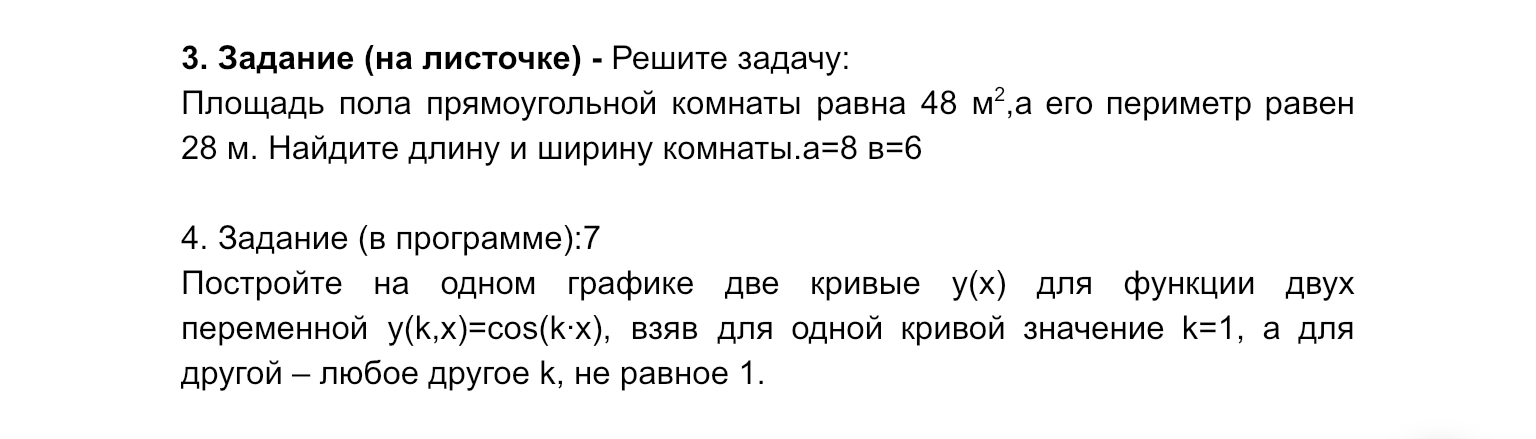 3. Задание (на листочке) - Решите задачу:
Площадь пола прямоугольной комнаты равна 48 м²,а его периметр равен
28 м. Найдите длину и ширину комнаты.а=8 в=6
4. Задание (в программе):7
Постройте на одном графике две кривые y(x) для функции двух
переменной y(k,x)=cos(k·x), взяв для одной кривой значение k=1, а для
другой – любое другое k, не равное 1.